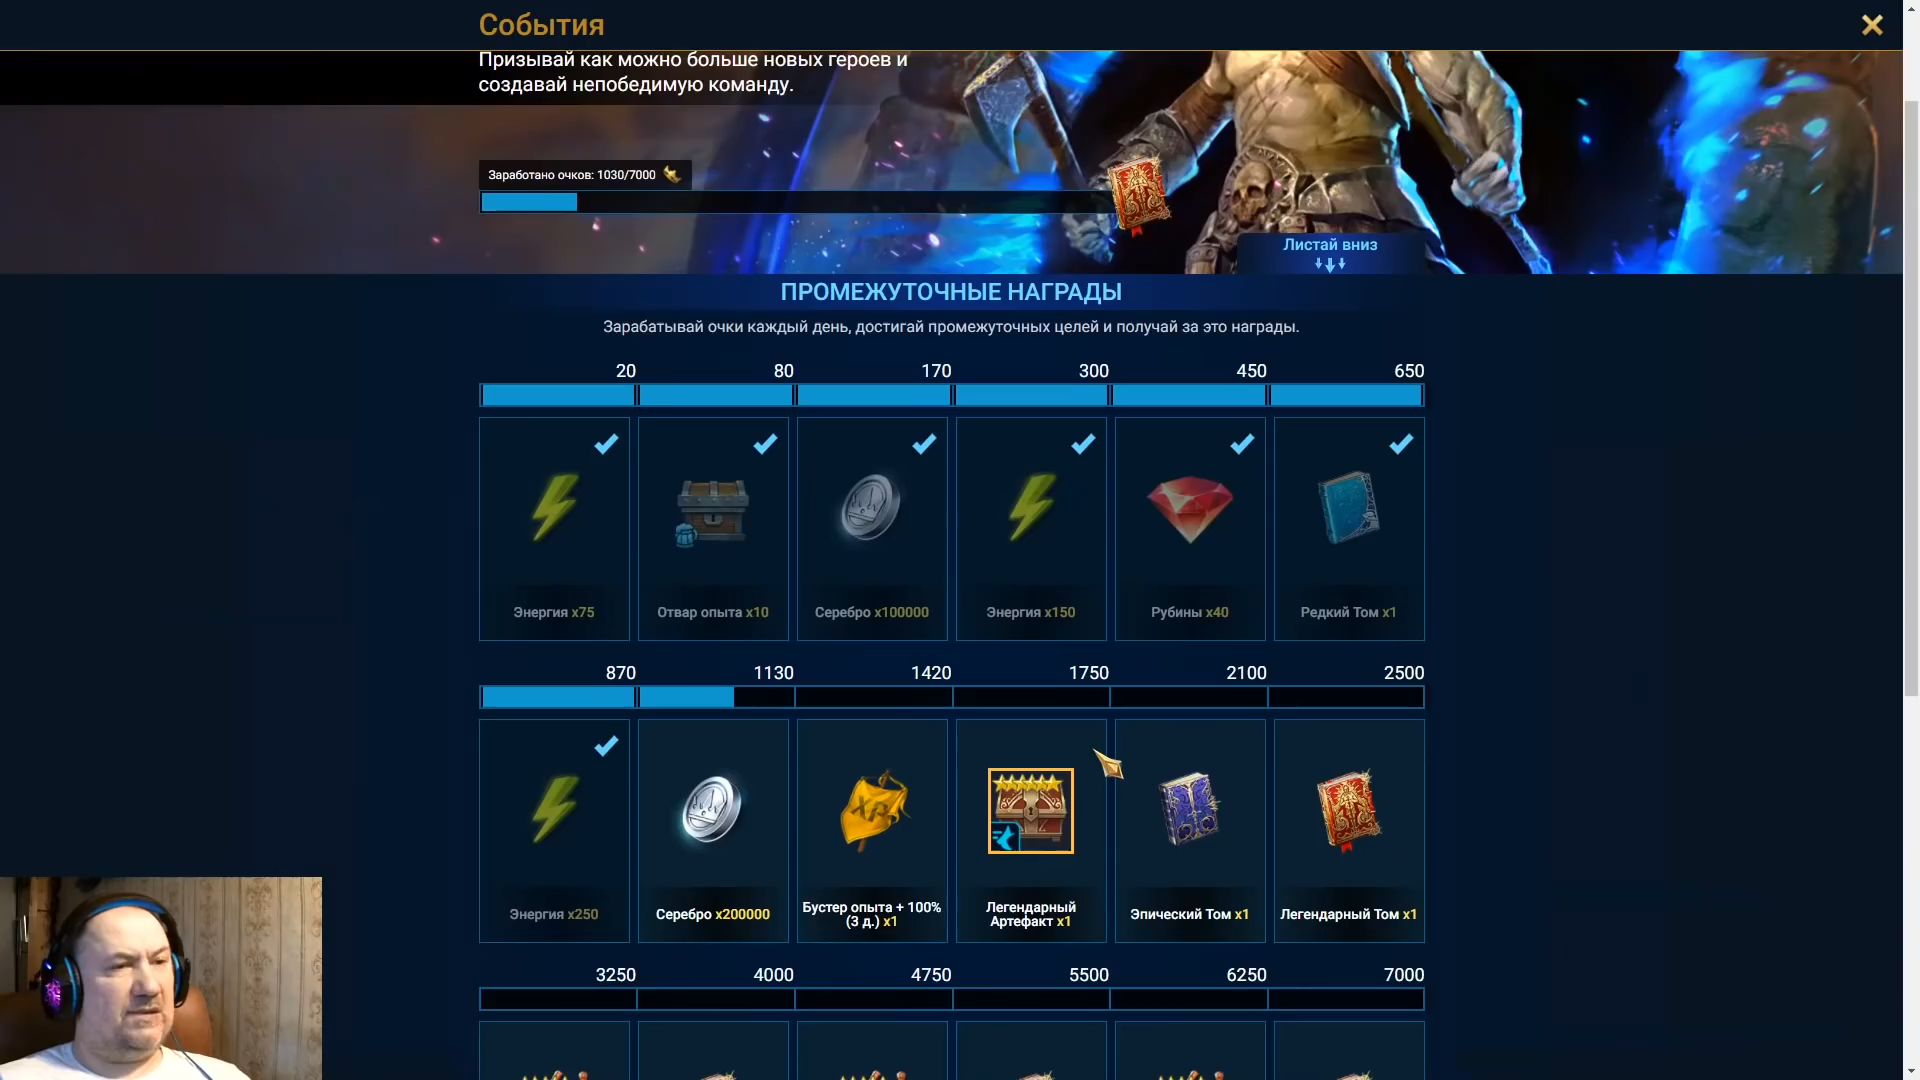 События
Призывай как можно больше новых героев и
создавай непобедимую команду.
Заработано очков: 1030/7000
Листай вниз
ПРОМЕЖУТОЧНЫЕ НАГРАДЫ
Зарабатывай очки каждый день, достигай промежуточных целей и получай за это награды.
20 80 170 300 450 650
Энергия x75 Отвар опыта x10 Серебро x100000 Энергия x150 Рубины x40 Редкий Том x1
870 1130 1420 1750 2100 2500
XP
Энергия x250 Серебро x200000 Бустер опыта + 100% (3 д.) x1 Легендарный Артефакт x1 Эпический Том x1 Легендарный Том x1
3250 4000 4750 5500 6250 7000